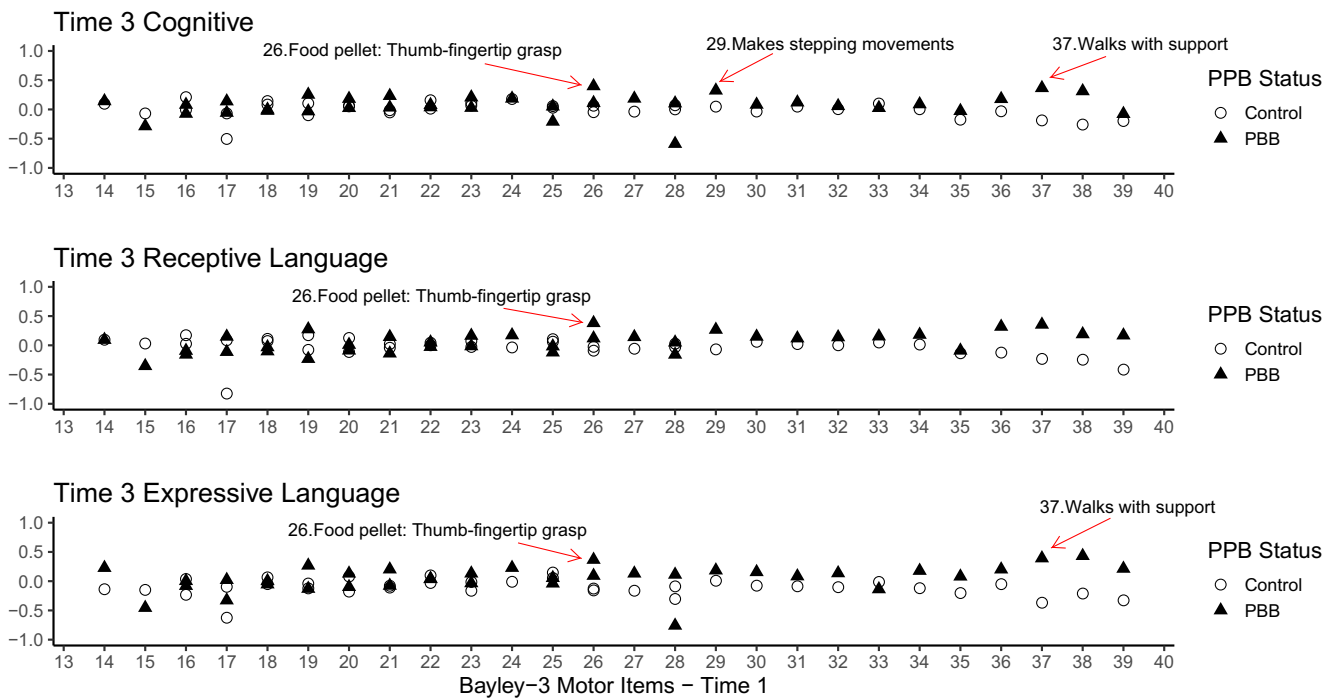 Time 3 Cognitive
26.Food pellet: Thumb-fingertip grasp
29.Makes stepping movements
37.Walks with support
1.0
0.5
0.0
−0.5
−1.0
13 14 15 16 17 18 19 20 21 22 23 24 25 26 27 28 29 30 31 32 33 34 35 36 37 38 39 40
PPB Status
Control
PBB
Time 3 Receptive Language
26.Food pellet: Thumb-fingertip grasp
1.0
0.5
0.0
−0.5
−1.0
13 14 15 16 17 18 19 20 21 22 23 24 25 26 27 28 29 30 31 32 33 34 35 36 37 38 39 40
PPB Status
Control
PBB
Time 3 Expressive Language
26.Food pellet: Thumb-fingertip grasp
37.Walks with support
1.0
0.5
0.0
−0.5
−1.0
13 14 15 16 17 18 19 20 21 22 23 24 25 26 27 28 29 30 31 32 33 34 35 36 37 38 39 40
PPB Status
Control
PBB
Bayley−3 Motor Items − Time 1